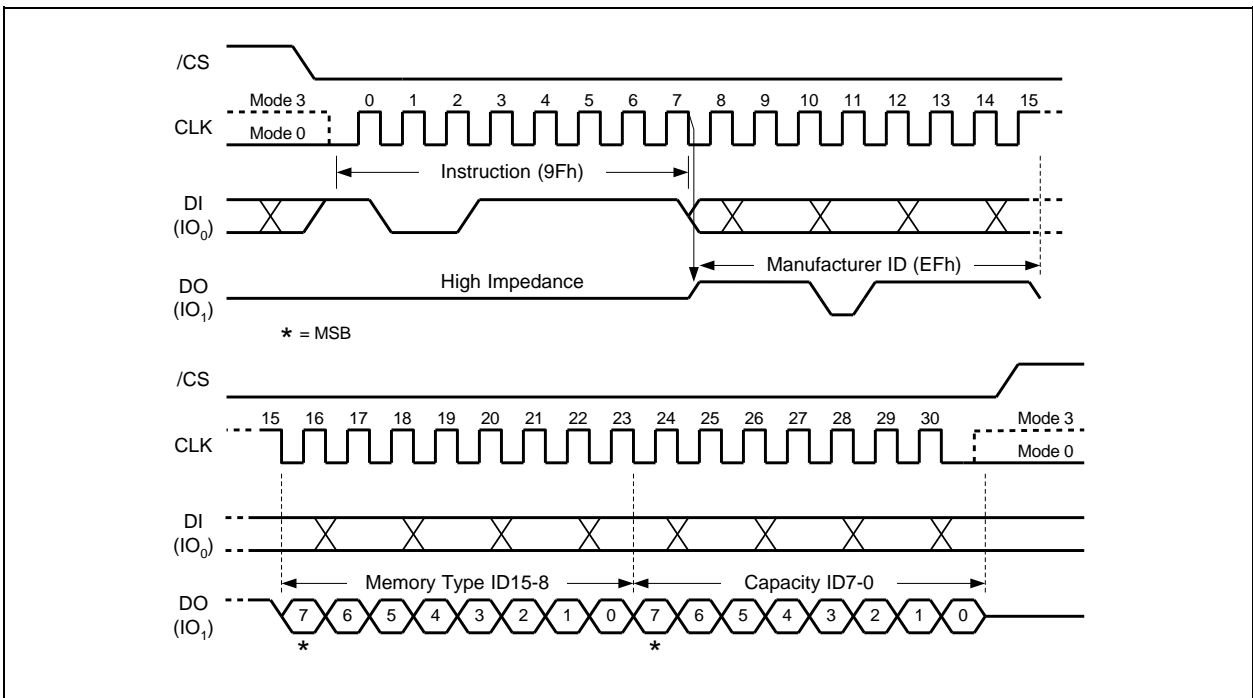 /CS
Mode 3 0 1 2 3 4 5 6 7 8 9 10 11 12 13 14 15
CLK
Mode 0
Instruction (9Fh)
DI
(IO₀)
Manufacturer ID (EFh)
High Impedance
DO
(IO₁)
* = MSB
/CS
15 16 17 18 19 20 21 22 23 24 25 26 27 28 29 30 Mode 3
CLK
Mode 0
DI
(IO₀)
Memory Type ID15-8 Capacity ID7-0
DO
(IO₁)
7 6 5 4 3 2 1 0 7 6 5 4 3 2 1 0
* *